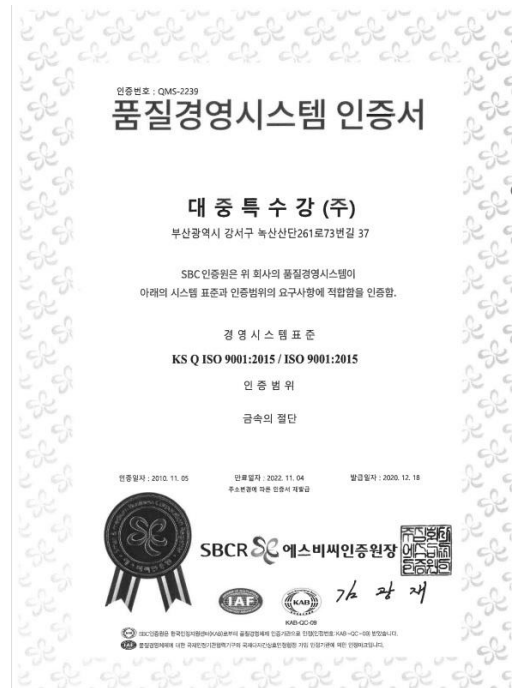 인증번호 : QMS-2239
품질경영시스템 인증서
대중특수강 (주)
부산광역시 강서구 녹산산단261로73번길 37
SBC인증원은 위 회사의 품질경영시스템이
아래의 시스템 표준과 인증범위의 요구사항에 적합함을 인증함.
경영시스템표준
KS Q ISO 9001:2015 / ISO 9001:2015
인증범위
금속의 절단
인증일자 : 2010. 11. 05 만료일자 : 2022. 11. 04 발급일자 : 2020. 12. 18
주소변경에 따른 인증서 재발급
SBCR 에스비씨인증원장
김광재
IAF KAB
KAB-QC-09